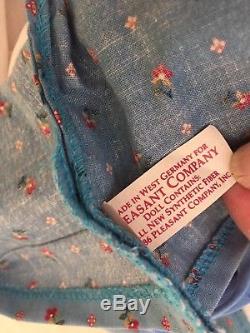 ADE IN WEST GERMANY FOR
EASANT COMPANY
DOLL CONTAINS:
LL NEW SYNTHETIC FIBER
86 PLEASANT COMPANY, INC.